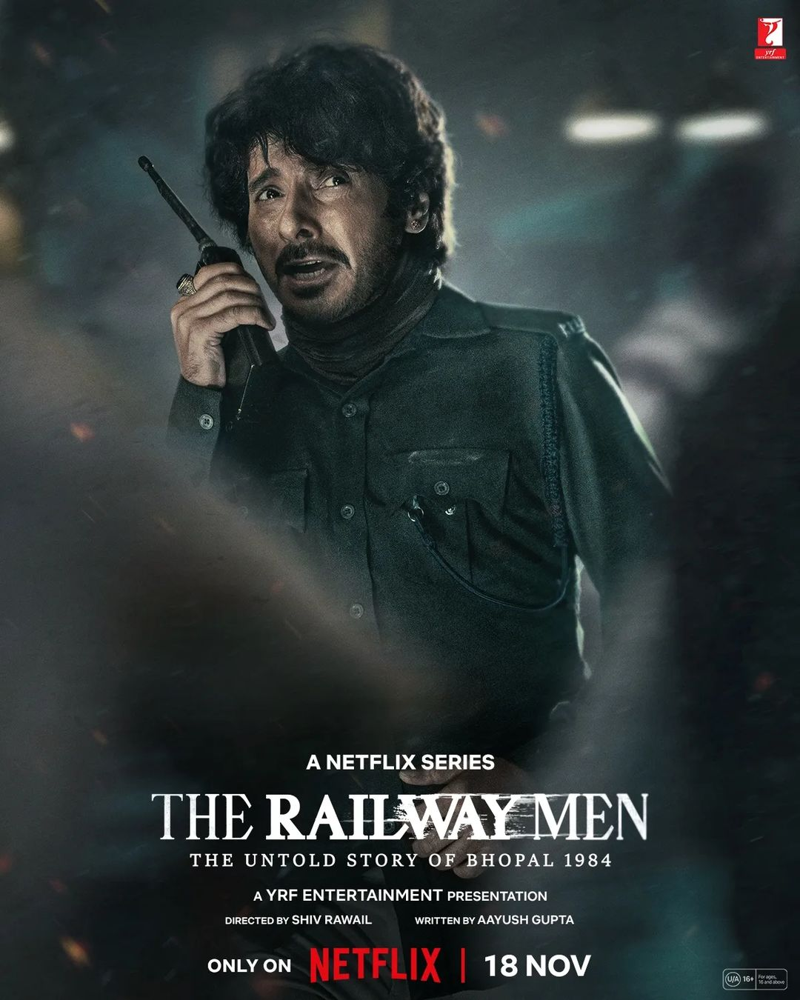 yrf
ENTERTAINMENT
A NETFLIX SERIES
THE RAILWAY MEN
THE UNTOLD STORY OF BHOPAL 1984
A YRF ENTERTAINMENT PRESENTATION
DIRECTED BY SHIV RAWAIL WRITTEN BY AAYUSH GUPTA
ONLY ON NETFLIX | 18 NOV
U/A 16+ For ages,
16 and above